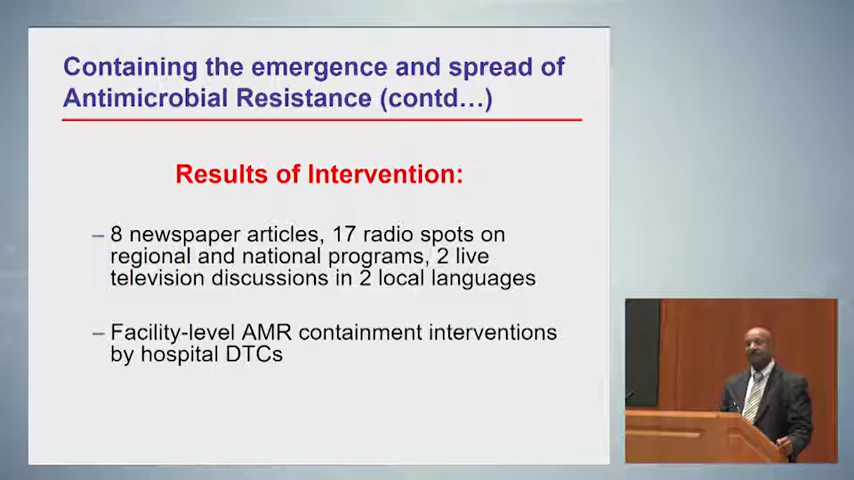 Containing the emergence and spread of
Antimicrobial Resistance (contd…)
Results of Intervention:
– 8 newspaper articles, 17 radio spots on
regional and national programs, 2 live
television discussions in 2 local languages
– Facility-level AMR containment interventions
by hospital DTCs